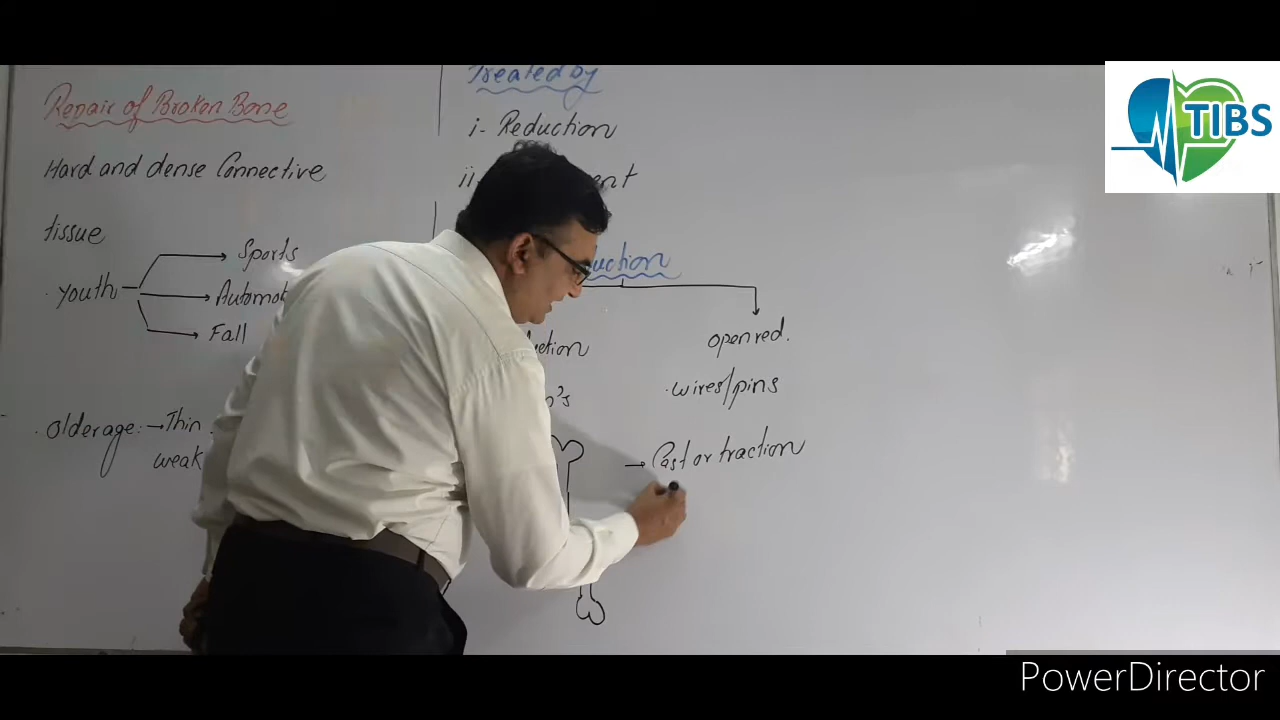 Repair of Broken Bone
Hard and dense Connective
tissue
. youth
Sports
Fall
. olderage: → Thin
weak
Treated by
i - Reduction
ii
open red.
. wires/pins
→ Cast or traction
TIBS
PowerDirector